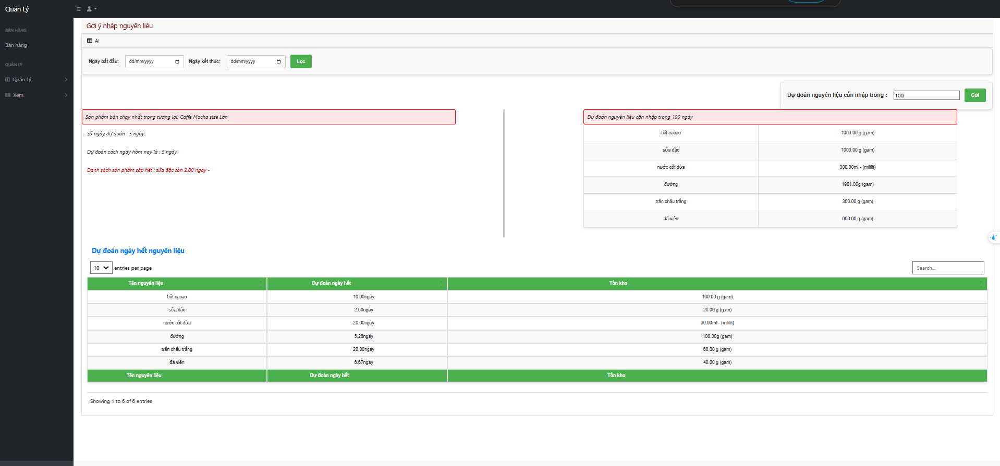 Quản Lý
BÁN HÀNG
Bán hàng
QUẢN LÝ
Quản Lý
Xem
Gợi ý nhập nguyên liệu
AI
Ngày bắt đầu: dd/mm/yyyy Ngày kết thúc: dd/mm/yyyy Lọc
Dự đoán nguyên liệu cần nhập trong : 100 Gửi
Sản phẩm bán chạy nhất trong tương lai: Caffe Mocha size Lớn
Số ngày dự đoán : 5 ngày
Dự đoán cách ngày hôm nay là : 5 ngày
Danh sách sản phẩm sắp hết : sữa đặc còn 2.00 ngày -
Dự đoán nguyên liệu cần nhập trong 100 ngày
bột cacao 1000.00 g (gam)
sữa đặc 1000.00 g (gam)
nước cốt dừa 300.00ml - (mililit)
đường 1901.00g (gam)
trân châu trắng 300.00 g (gam)
đá viên 600.00 g (gam)
Dự đoán ngày hết nguyên liệu
10 entries per page
Search...
Tên nguyên liệu Dự đoán ngày hết Tồn kho
bột cacao 10.00ngày 100.00 g (gam)
sữa đặc 2.00ngày 20.00 g (gam)
nước cốt dừa 20.00ngày 60.00ml - (mililit)
đường 5.26ngày 100.00g (gam)
trân châu trắng 20.00ngày 60.00 g (gam)
đá viên 6.67ngày 40.00 g (gam)
Tên nguyên liệu Dự đoán ngày hết Tồn kho
Showing 1 to 6 of 6 entries